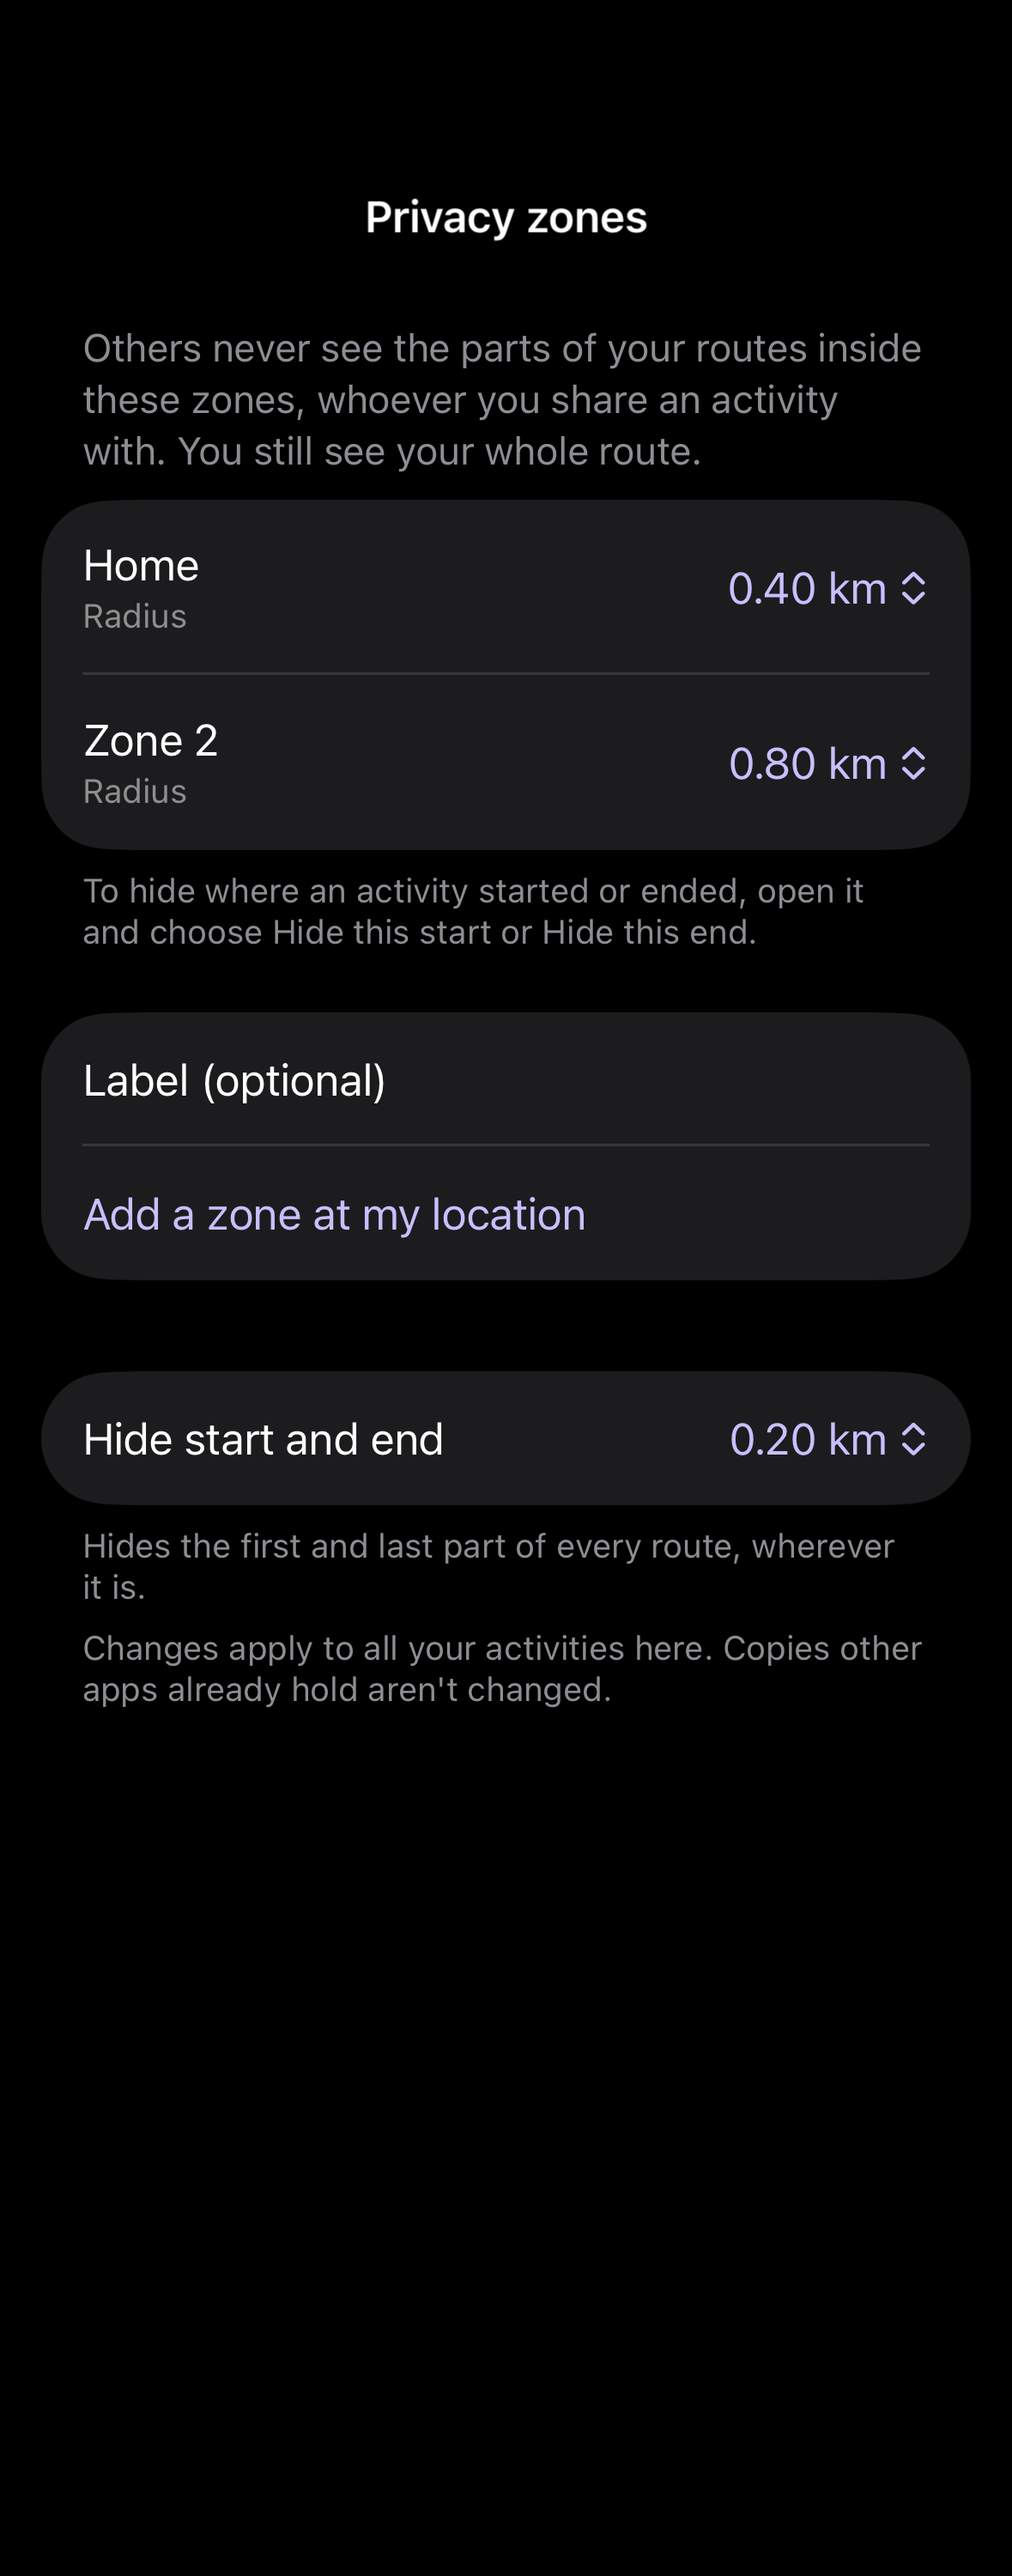 Privacy zones
Others never see the parts of your routes inside
these zones, whoever you share an activity
with. You still see your whole route.
Home
Radius
0.40 km
Zone 2
Radius
0.80 km
To hide where an activity started or ended, open it
and choose Hide this start or Hide this end.
Label (optional)
Add a zone at my location
Hide start and end
0.20 km
Hides the first and last part of every route, wherever
it is.
Changes apply to all your activities here. Copies other
apps already hold aren't changed.